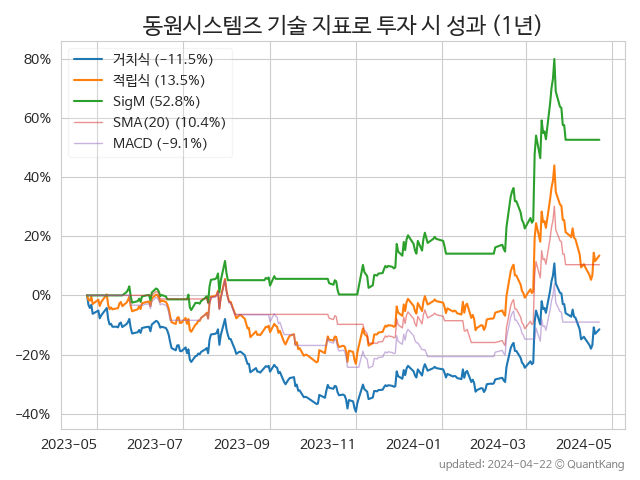 동원시스템즈 기술 지표로 투자 시 성과 (1년)
거치식 (−11.5%)
적립식 (13.5%)
SigM (52.8%)
SMA(20) (10.4%)
MACD (−9.1%)
80%
60%
40%
20%
0%
−20%
−40%
2023−05 2023−07 2023−09 2023−11 2024−01 2024−03 2024−05
updated: 2024−04−22 © QuantKang